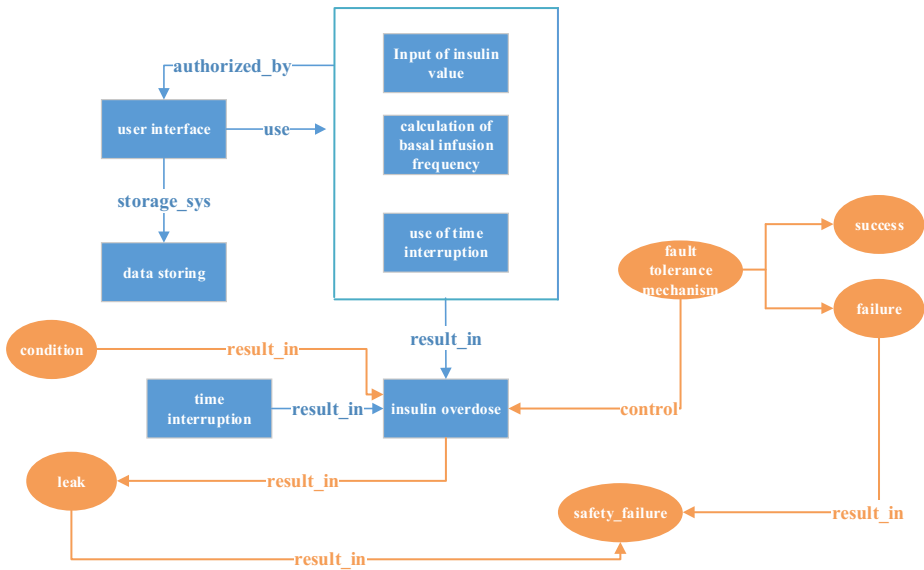 Input of insulin
value
authorized_by
user interface
use
calculation of
basal infusion
frequency
storage_sys
use of time
interruption
data storing
success
fault
tolerance
mechanism
failure
result_in
condition
result_in
time
interruption
result_in
insulin overdose
control
leak
result_in
safety_failure
result_in
result_in